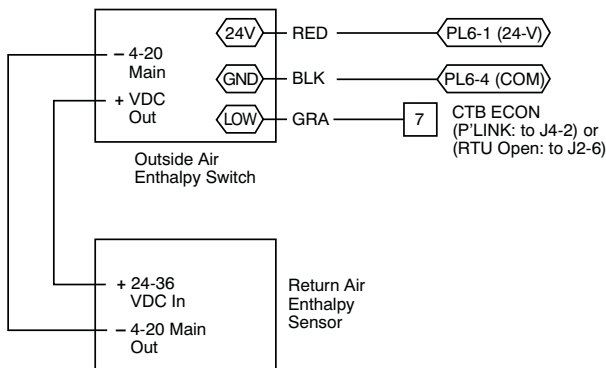 24V RED PL6-1 (24-V)
– 4-20
Main
GND BLK PL6-4 (COM)
+ VDC
Out
LOW GRA 7 CTB ECON
(P'LINK: to J4-2) or
(RTU Open: to J2-6)
Outside Air
Enthalpy Switch
+ 24-36
VDC In
– 4-20 Main
Out
Return Air
Enthalpy
Sensor